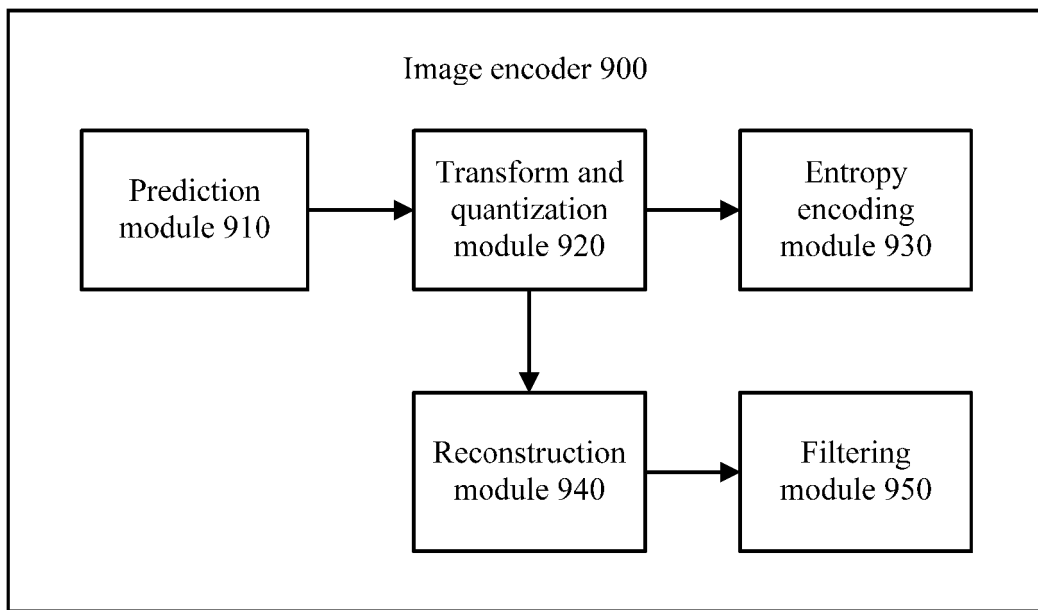 Image encoder 900
Prediction
module 910
Transform and
quantization
module 920
Entropy
encoding
module 930
Reconstruction
module 940
Filtering
module 950